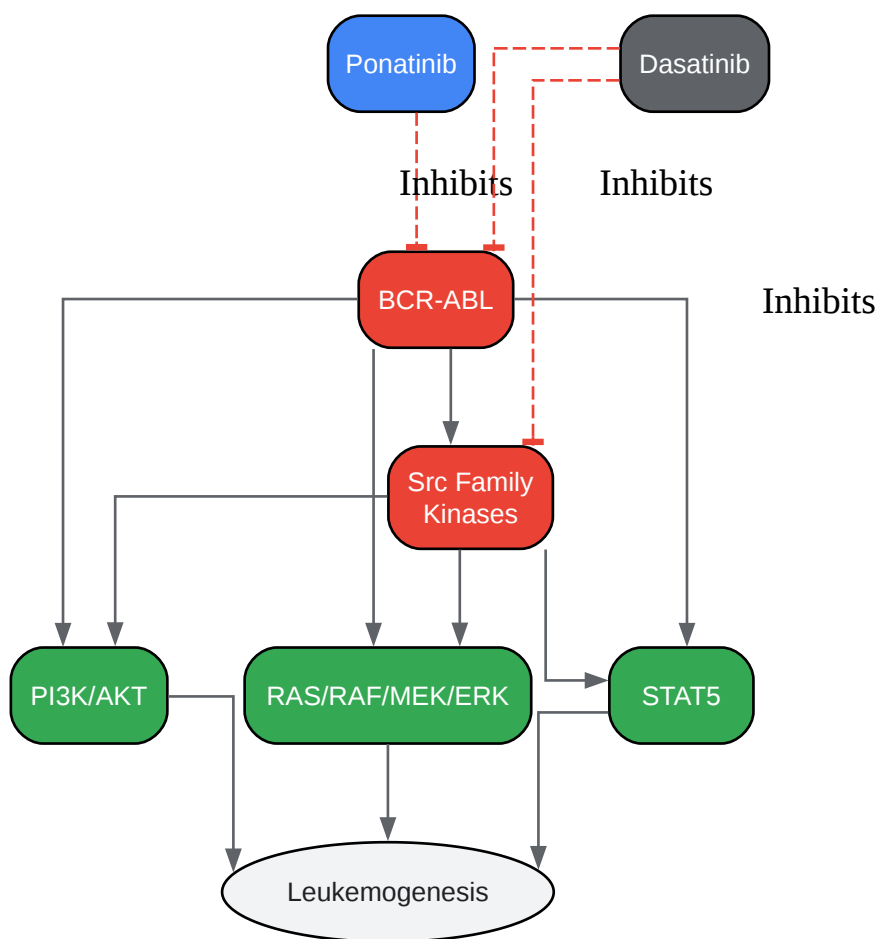 Ponatinib
Dasatinib
Inhibits
Inhibits
BCR-ABL
Inhibits
Src Family
Kinases
PI3K/AKT
RAS/RAF/MEK/ERK
STAT5
Leukemogenesis